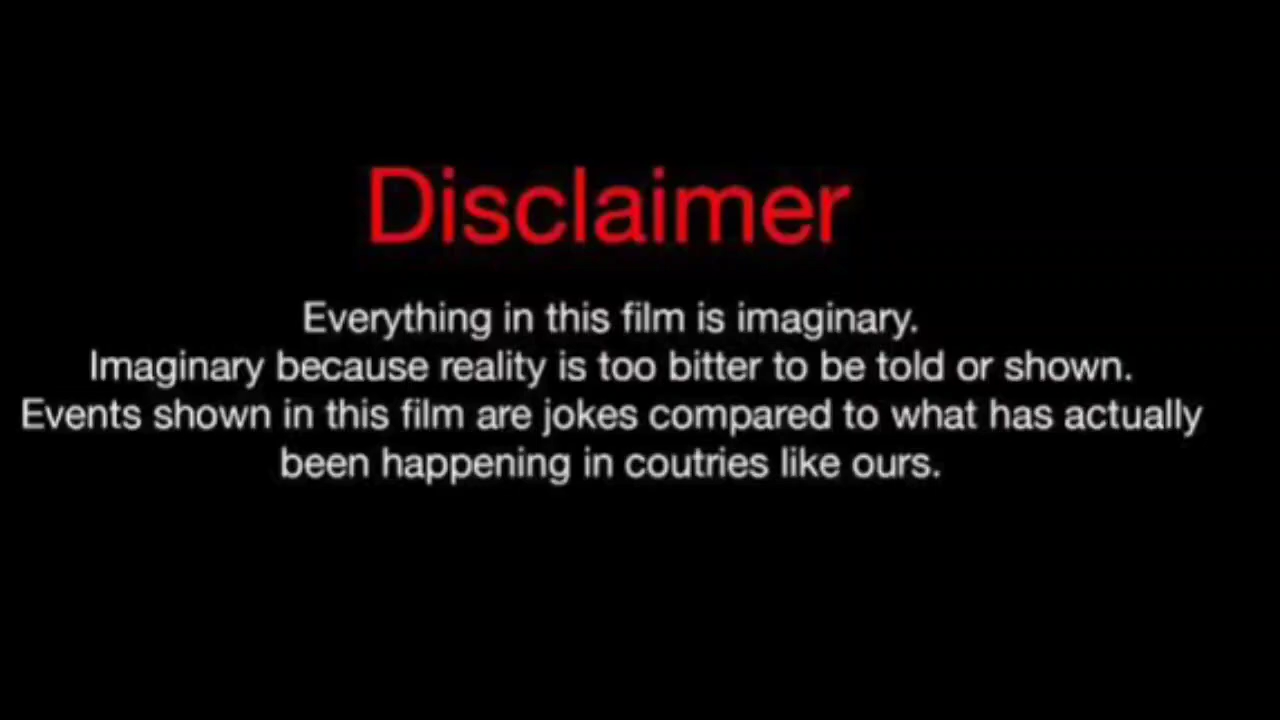 Disclaimer
Everything in this film is imaginary.
Imaginary because reality is too bitter to be told or shown.
Events shown in this film are jokes compared to what has actually
been happening in coutries like ours.